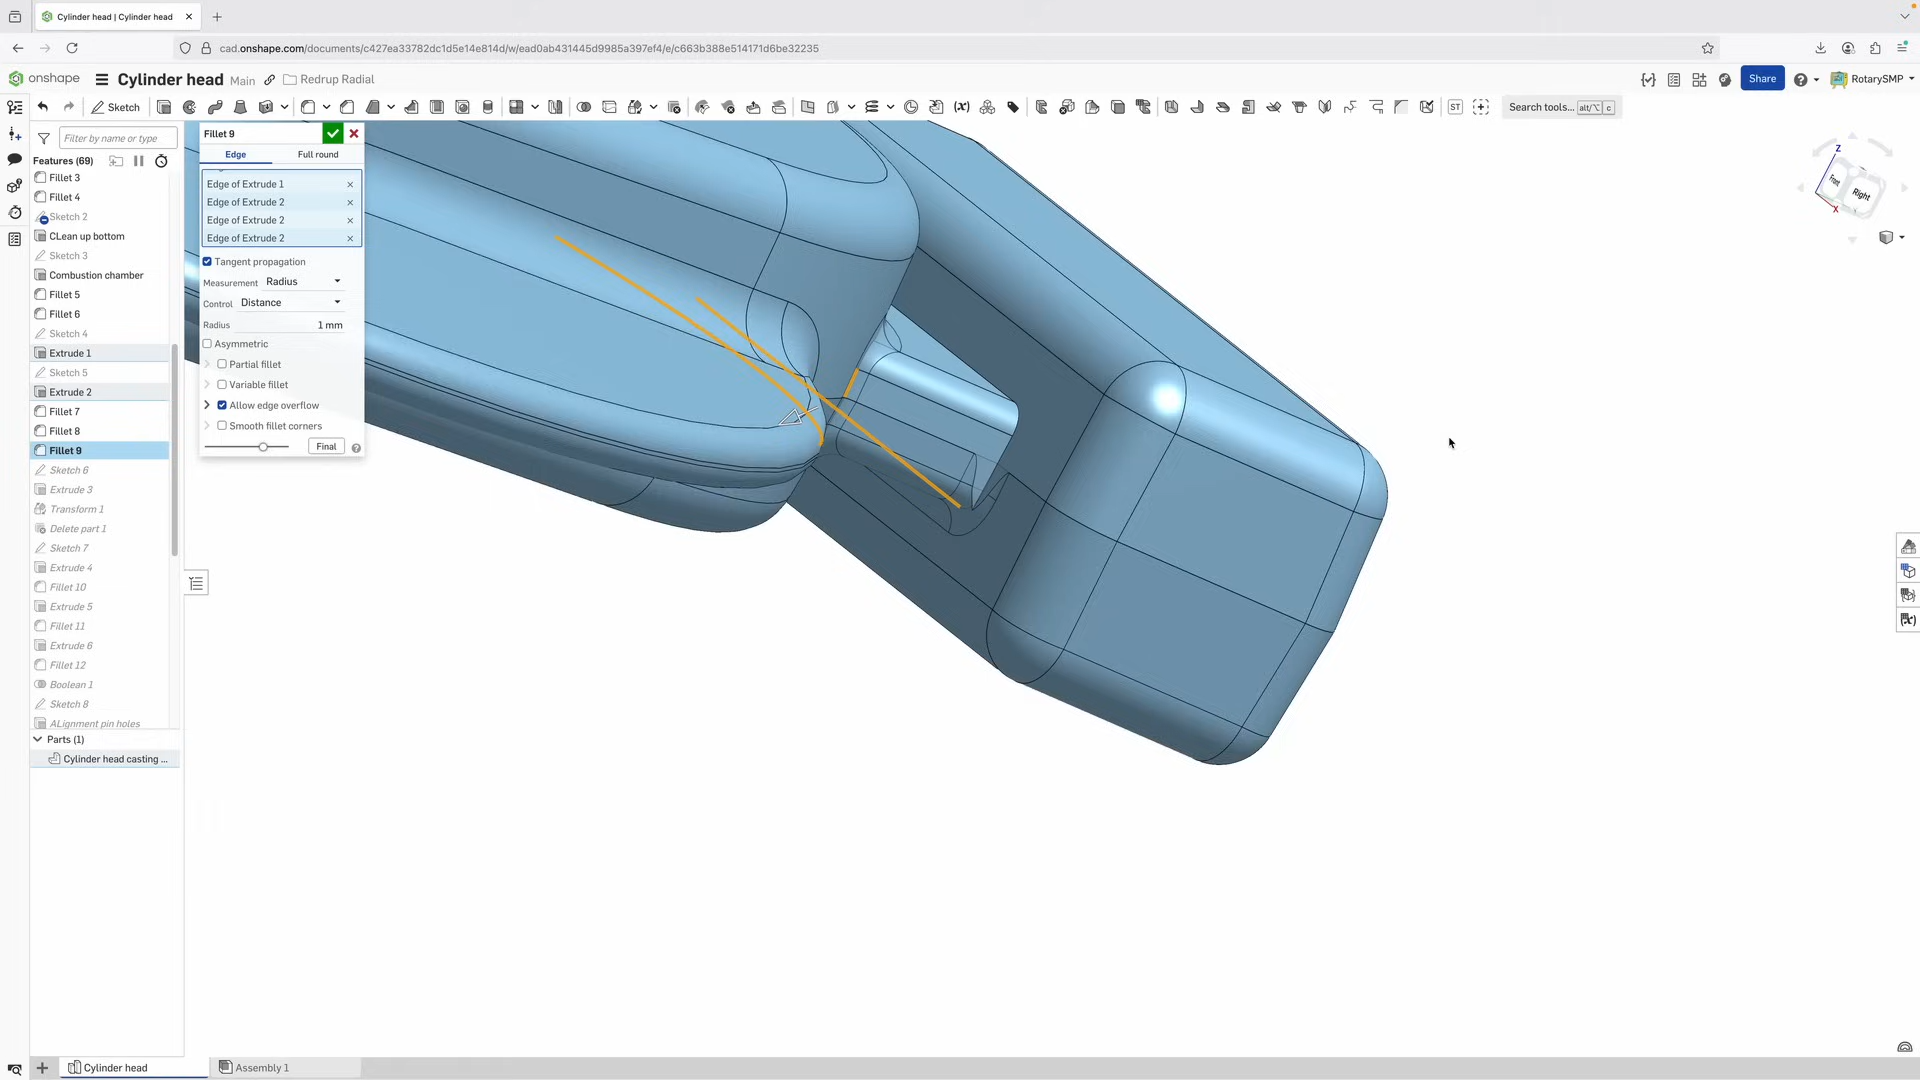 Cylinder head | Cylinder head
cad.onshape.com/documents/c427ea33782dc1d5e14e814d/w/ead0ab431445d9985a397ef4/e/c663b388e514171d6be32235
onshape
Cylinder head
Main
Redrup Radial
Share
RotarySMP
Sketch
ST
Search tools...
alt/⌥
c
Filter by name or type
Features (69)
Fillet 3
Fillet 4
Sketch 2
CLean up bottom
Sketch 3
Combustion chamber
Fillet 5
Fillet 6
Sketch 4
Extrude 1
Sketch 5
Extrude 2
Fillet 7
Fillet 8
Fillet 9
Sketch 6
Extrude 3
Transform 1
Delete part 1
Sketch 7
Extrude 4
Fillet 10
Extrude 5
Fillet 11
Extrude 6
Fillet 12
Boolean 1
Sketch 8
ALignment pin holes
Parts (1)
Cylinder head casting ...
Fillet 9
Edge
Full round
Edge of Extrude 1
Edge of Extrude 2
Edge of Extrude 2
Edge of Extrude 2
Tangent propagation
Measurement Radius
Control Distance
Radius 1 mm
Asymmetric
Partial fillet
Variable fillet
Allow edge overflow
Smooth fillet corners
Final
Z
Front
Right
X
Cylinder head
Assembly 1